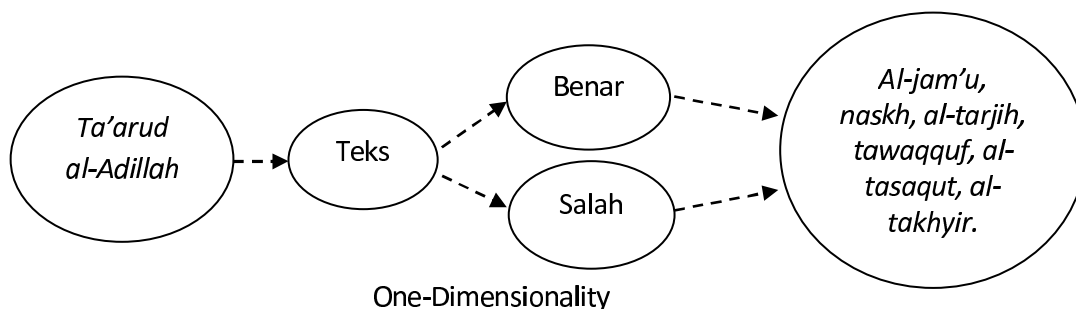 Ta’arud
al-Adillah
Teks
Benar
Salah
Al-jam’u,
naskh, al-tarjih,
tawaqquf, al-
tasaqut, al-
takhyir.
One-Dimensionality